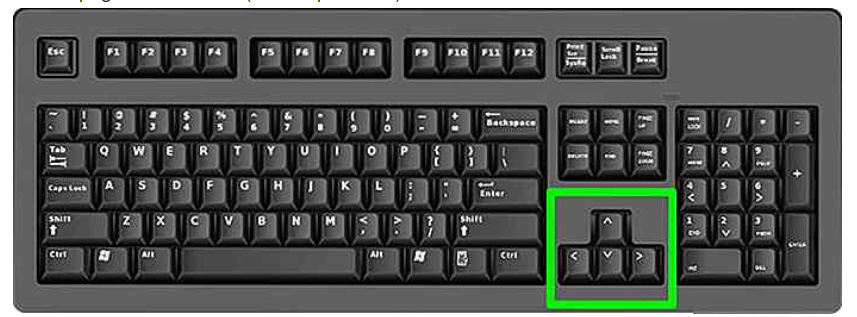 Esc F1 F2 F3 F4 F5 F6 F7 F8 F9 F10 F11 F12 Print Scrn SysRq Scroll Lock Pause Break
~ ` ! 1 @ 2 # 3 $ 4 % 5 ^ 6 & 7 * 8 ( 9 ) 0 _ - + = Backspace INSERT HOME PAGE UP NUM LOCK / * -
Tab Q W E R T Y U I O P { [ } ] | \ DELETE END PAGE DOWN 7 HOME 8 9 PGUP +
Caps Lock A S D F G H J K L : ; Enter 4 5 6
Shift Z X C V B N M < , > . ? / Shift 1 END 2 3 PGDN ENTER
Ctrl Alt Alt Ctrl INS DEL